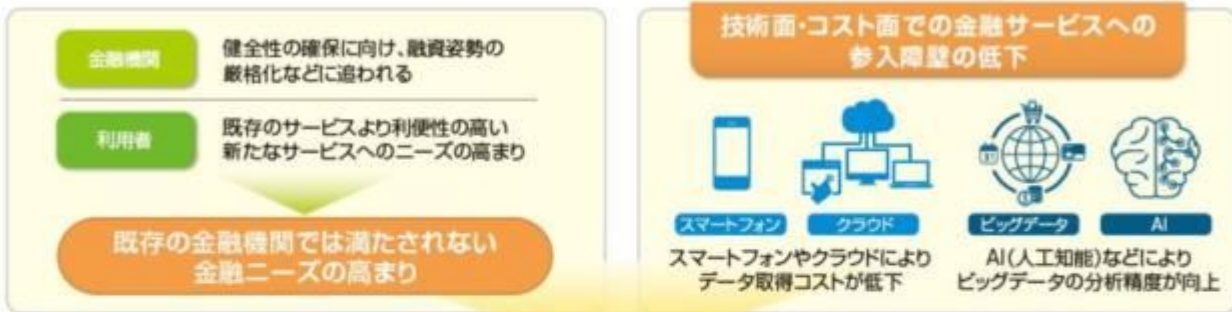 金融機関
健全性の確保に向け、融資姿勢の
厳格化などに追われる
利用者
既存のサービスより利便性の高い
新たなサービスへのニーズの高まり
既存の金融機関では満たされない
金融ニーズの高まり
技術面・コスト面での金融サービスへの
参入障壁の低下
スマートフォン
クラウド
ビッグデータ
AI
スマートフォンやクラウドにより
データ取得コストが低下
AI(人工知能)などにより
ビッグデータの分析精度が向上